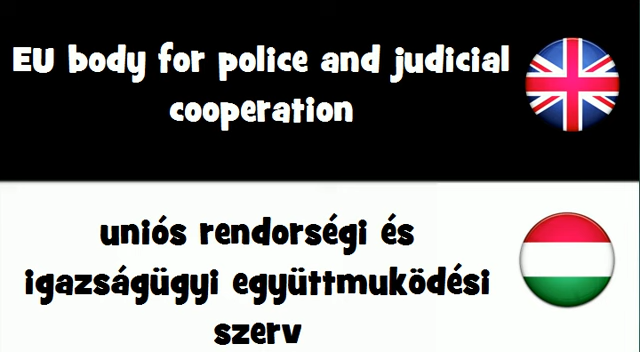 EU body for police and judicial
cooperation
uniós rendorségi és
igazságügyi együttmuködési
szerv